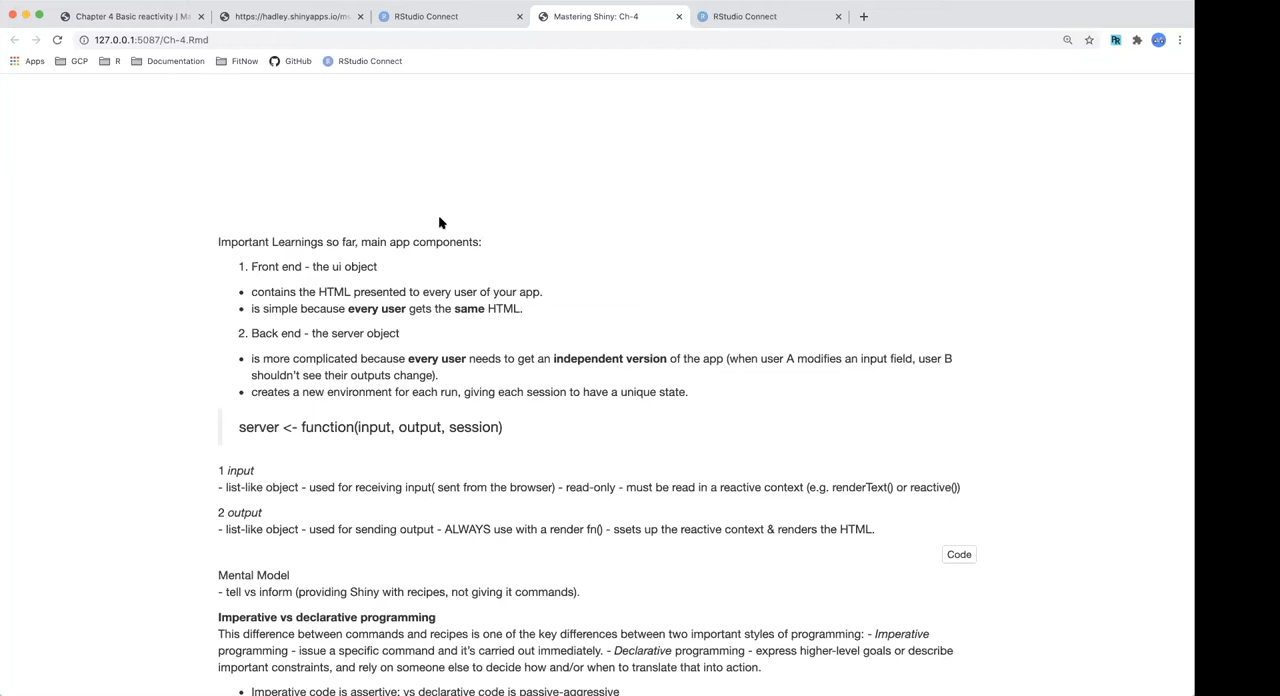 Chapter 4 Basic reactivity | Ma
https://hadley.shinyapps.io/m
RStudio Connect
Mastering Shiny: Ch-4
RStudio Connect
127.0.0.1:5087/Ch-4.Rmd
Apps GCP R Documentation FitNow GitHub RStudio Connect
Important Learnings so far, main app components:
1. Front end - the ui object
• contains the HTML presented to every user of your app.
• is simple because every user gets the same HTML.
2. Back end - the server object
• is more complicated because every user needs to get an independent version of the app (when user A modifies an input field, user B
shouldn't see their outputs change).
• creates a new environment for each run, giving each session to have a unique state.
server <- function(input, output, session)
1 input
- list-like object - used for receiving input( sent from the browser) - read-only - must be read in a reactive context (e.g. renderText() or reactive())
2 output
- list-like object - used for sending output - ALWAYS use with a render fn() - ssets up the reactive context & renders the HTML.
Code
Mental Model
- tell vs inform (providing Shiny with recipes, not giving it commands).
Imperative vs declarative programming
This difference between commands and recipes is one of the key differences between two important styles of programming: - Imperative
programming - issue a specific command and it's carried out immediately. - Declarative programming - express higher-level goals or describe
important constraints, and rely on someone else to decide how and/or when to translate that into action.
• Imperative code is assertive; vs declarative code is passive-aggressive